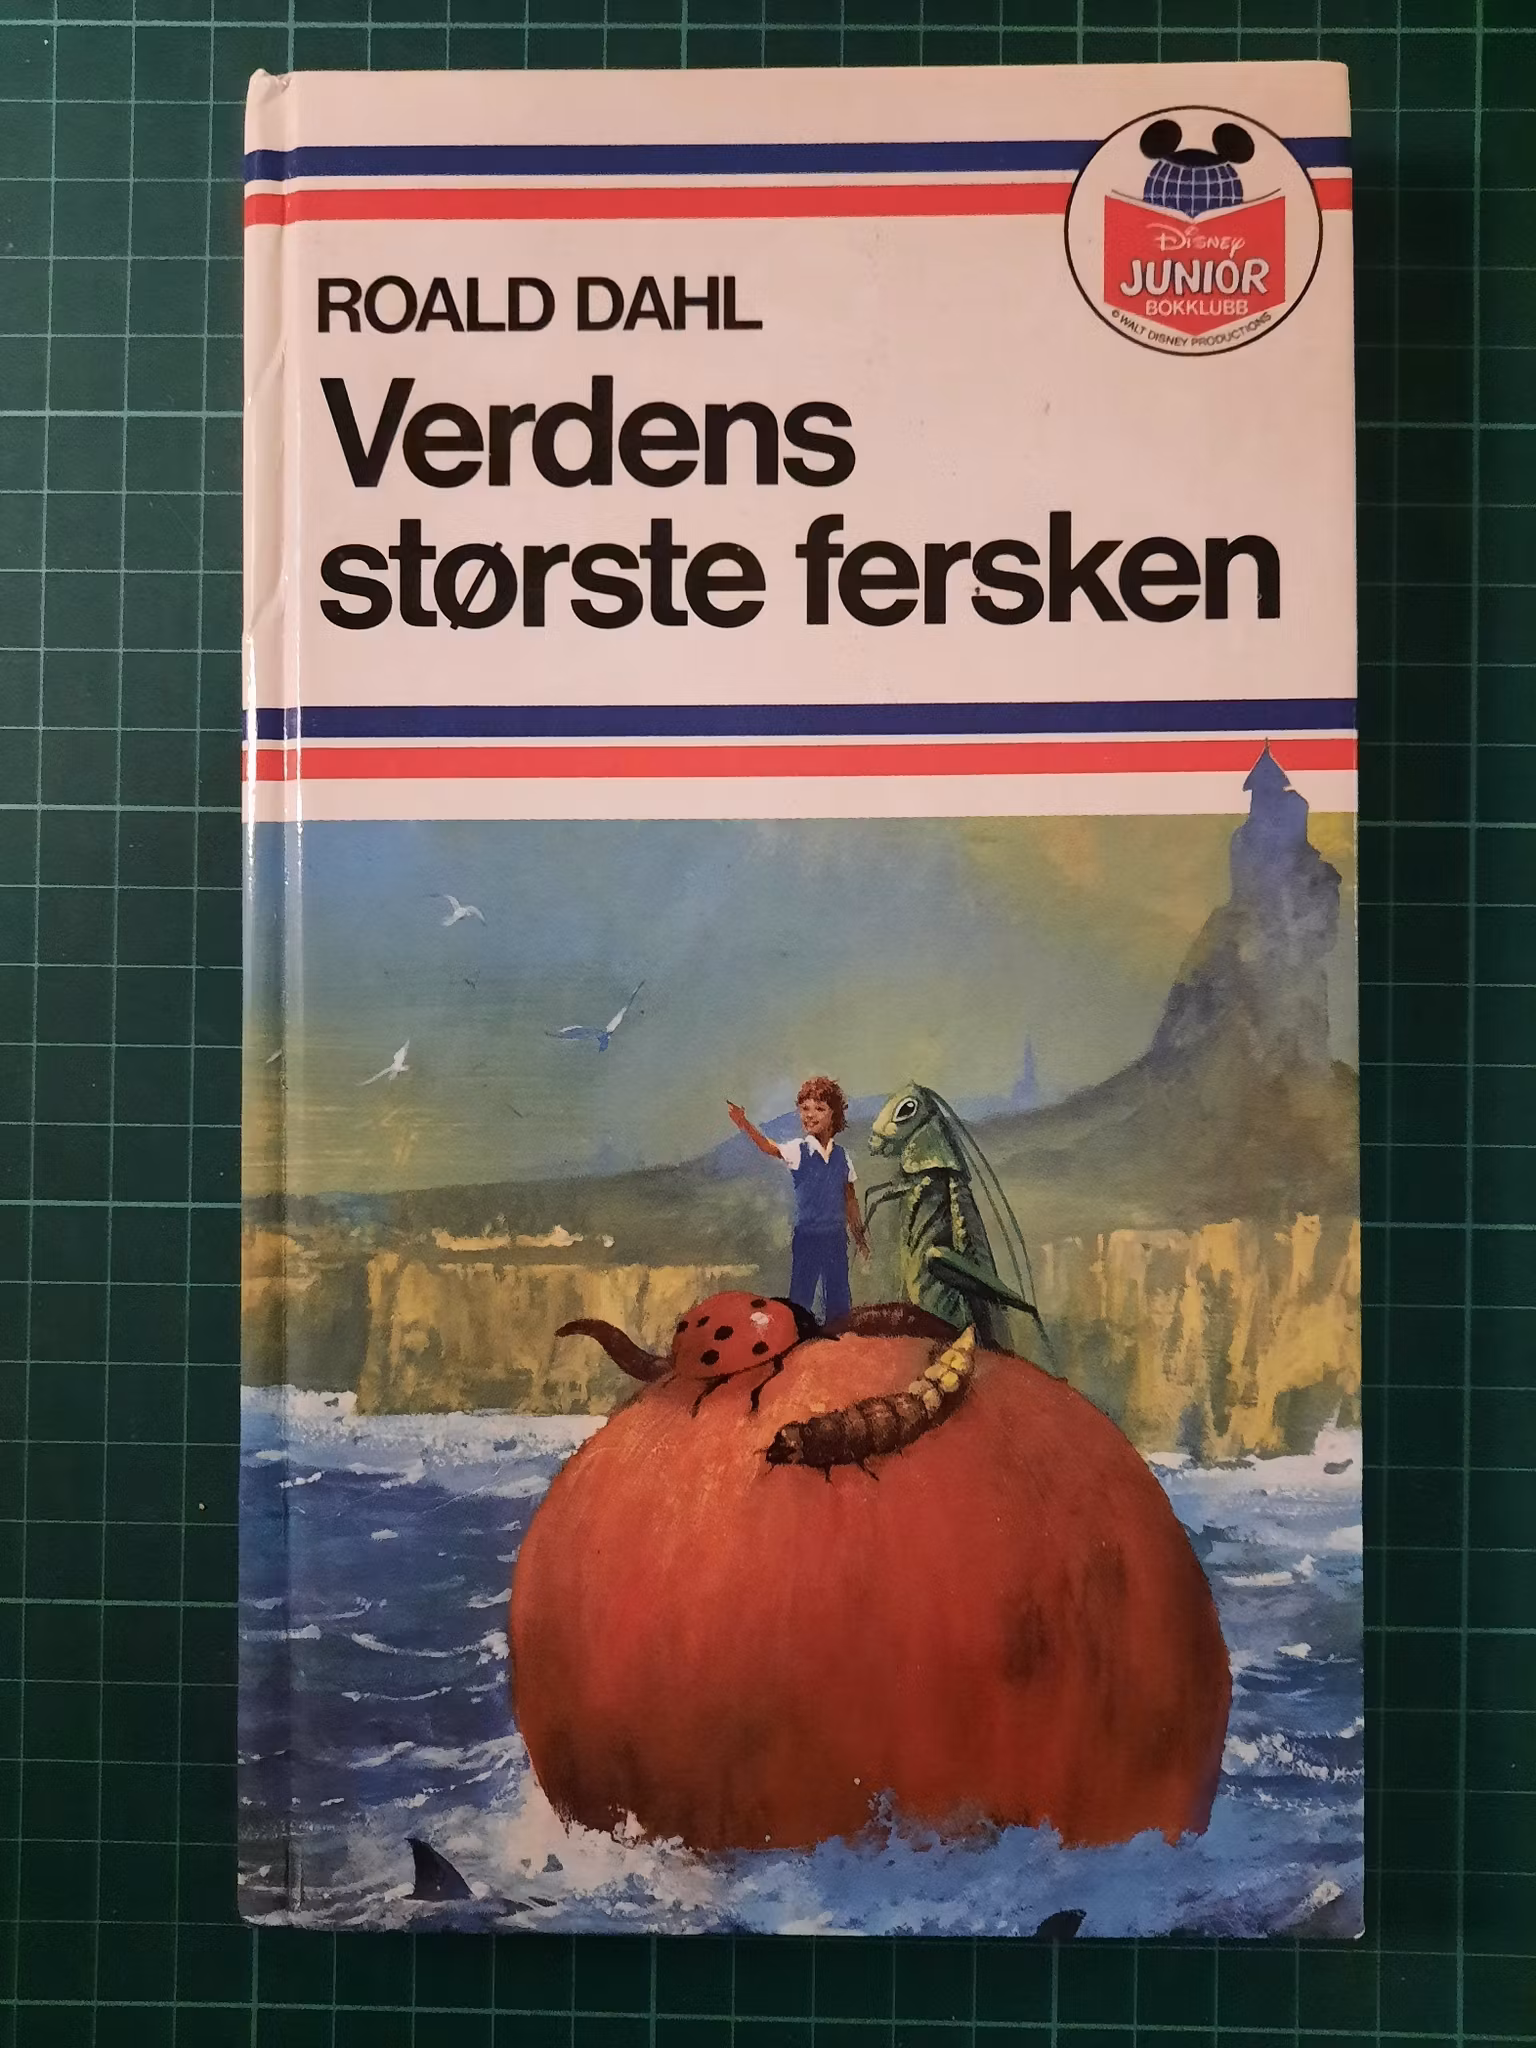 ROALD DAHL
Verdens
største fersken
Disney
JUNIOR
BOKKLUBB
© WALT DISNEY PRODUCTIONS